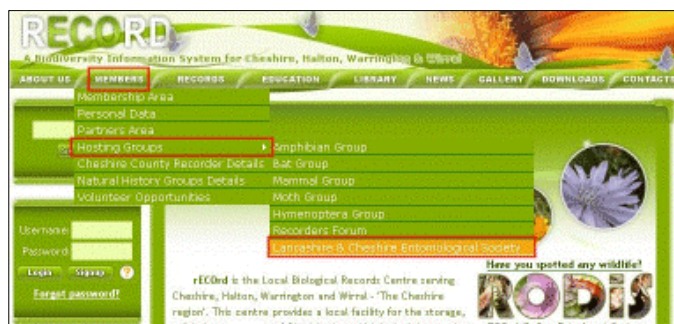 RECORD
A Biodiversity Information System for Cheshire, Halton, Warrington & Wirral
ABOUT US MEMBERS RECORDS EDUCATION LIBRARY NEWS GALLERY DOWNLOADS CONTACTS
Membership Area
Personal Data
Partners Area
Hosting Groups
Cheshire County Recorder Details
Natural History Groups Details
Volunteer Opportunities
Amphibian Group
Bat Group
Mammal Group
Moth Group
Hymenoptera Group
Recorders Forum
Lancashire & Cheshire Entomological Society
Username
Password
Login Signup ?
Forgot password?
rECOrd is the Local Biological Records Centre serving
Cheshire, Halton, Warrington and Wirral - 'The Cheshire
region'. This centre provides a local facility for the storage,
Have you spotted any wildlife?
RODIS